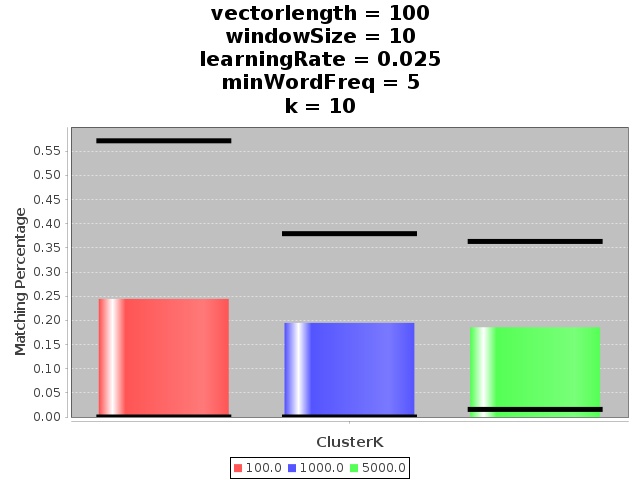 vectorlength = 100
windowSize = 10
learningRate = 0.025
minWordFreq = 5
k = 10
Matching Percentage
0.55
0.50
0.45
0.40
0.35
0.30
0.25
0.20
0.15
0.10
0.05
0.00
ClusterK
100.0 1000.0 5000.0